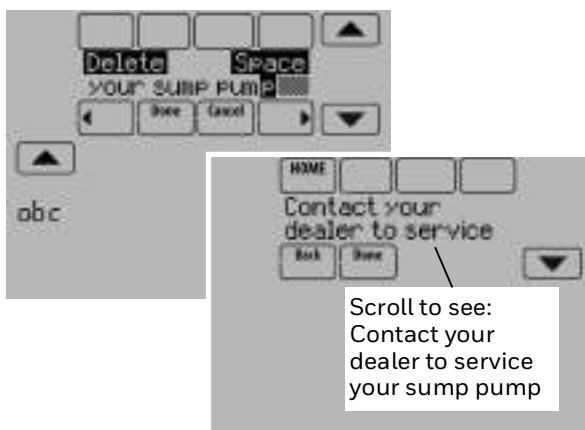 Delete Space
your sump pump
Done Cancel
abc
HOME
Contact your
dealer to service
Back Done
Scroll to see:
Contact your
dealer to service
your sump pump